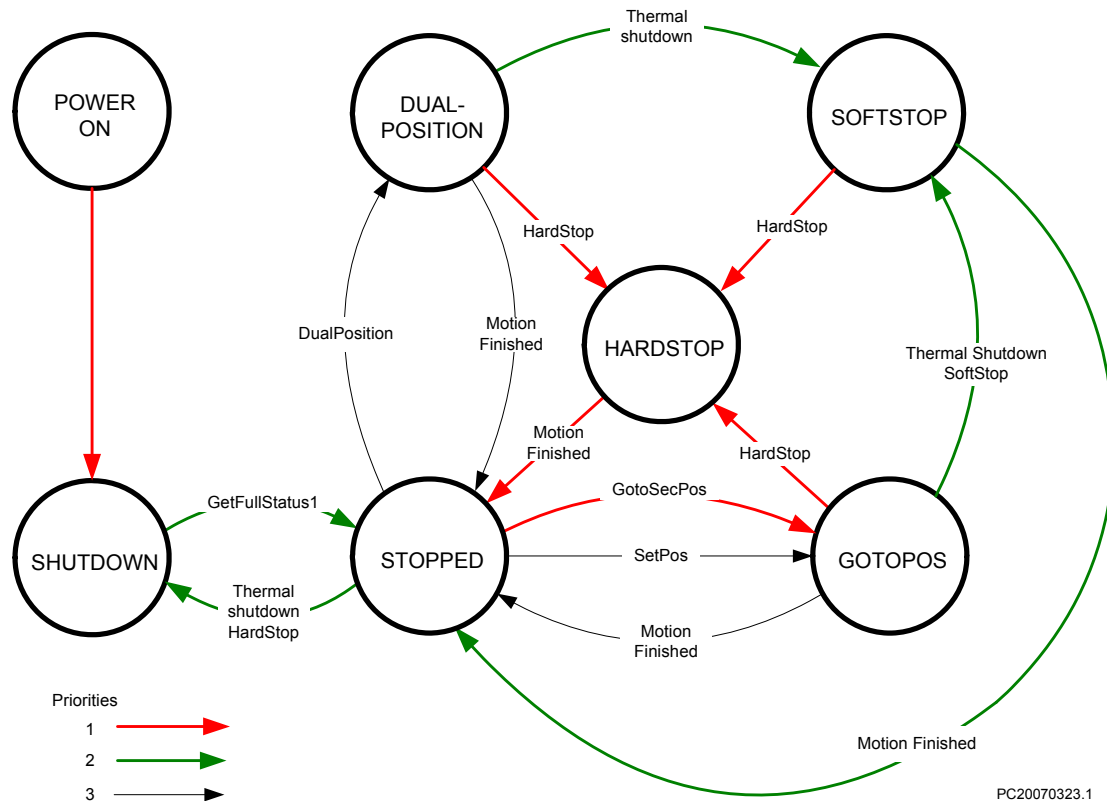 Thermal
shutdown
POWER
ON
DUAL-
POSITION
SOFTSTOP
HardStop
HardStop
DualPosition
Motion
Finished
HARDSTOP
Thermal Shutdown
SoftStop
Motion
Finished
HardStop
GetFullStatus1
GotoSecPos
SHUTDOWN
STOPPED
SetPos
GOTOPOS
Thermal
shutdown
HardStop
Motion
Finished
Priorities
1
2
3
Motion Finished
PC20070323.1